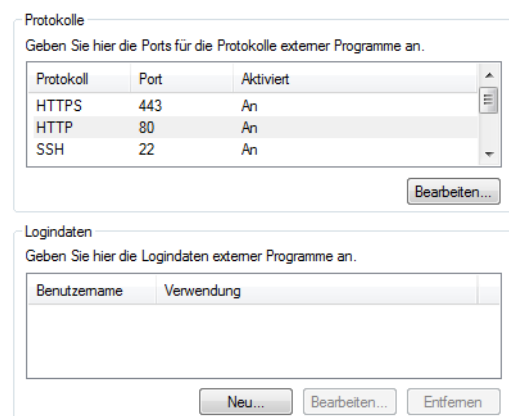 Protokolle
Geben Sie hier die Ports für die Protokolle externer Programme an.
Protokoll Port Aktiviert
HTTPS 443 An
HTTP 80 An
SSH 22 An
Bearbeiten...
Logindaten
Geben Sie hier die Logindaten externer Programme an.
Benutzername Verwendung
Neu... Bearbeiten... Entfernen